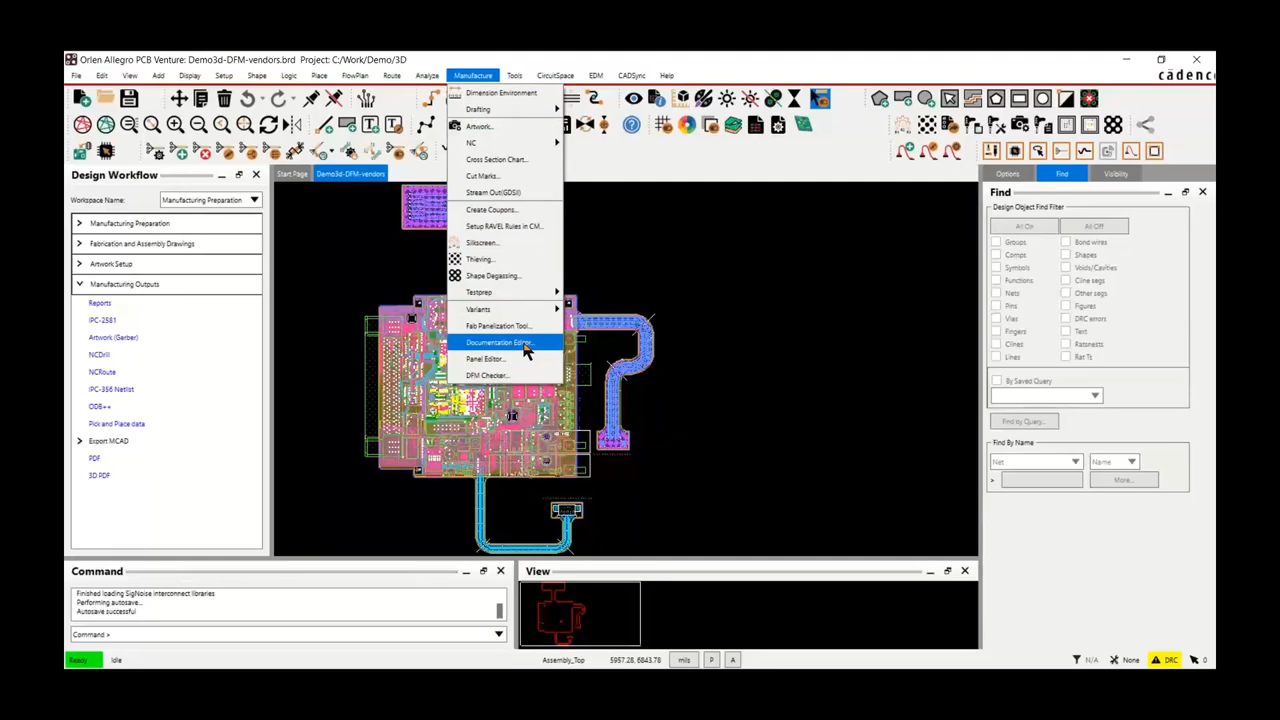 Orlen Allegro PCB Venture: Demo3d-DFM-vendors.brd  Project: C:/Work/Demo/3D
File Edit View Add Display Setup Shape Logic Place FlowPlan Route Analyze Manufacture Tools CircuitSpace EDM CADSync Help
cādence
Dimension Environment
Drafting
Artwork...
NC
Cross Section Chart...
Cut Marks...
Stream Out(GDSII)
Create Coupons...
Setup RAVEL Rules in CM...
Silkscreen...
Thieving...
Shape Degassing...
Testprep
Variants
Fab Panelization Tool...
Documentation Editor...
Panel Editor...
DFM Checker...
Design Workflow
Workspace Name: Manufacturing Preparation
Manufacturing Preparation
Fabrication and Assembly Drawings
Artwork Setup
Manufacturing Outputs
Reports
IPC-2581
Artwork (Gerber)
NCDrill
NCRoute
IPC-356 Netlist
ODB++
Pick and Place data
Export MCAD
PDF
3D PDF
Start Page Demo3d-DFM-vendors
Options Find Visibility
Find
Design Object Find Filter
All On All Off
Groups Bond wires
Comps Shapes
Symbols Voids/Cavities
Functions Cline segs
Nets Other segs
Pins Figures
Vias DRC errors
Fingers Text
Clines Ratsnests
Lines Rat Ts
By Saved Query
Find by Query...
Find By Name
Net Name
> More...
Command
Finished loading SigNoise interconnect libraries
Performing autosave...
Autosave successful
Command >
View
Ready Idle Assembly_Top 5957.28, 6843.78 mils P A N/A None DRC 0